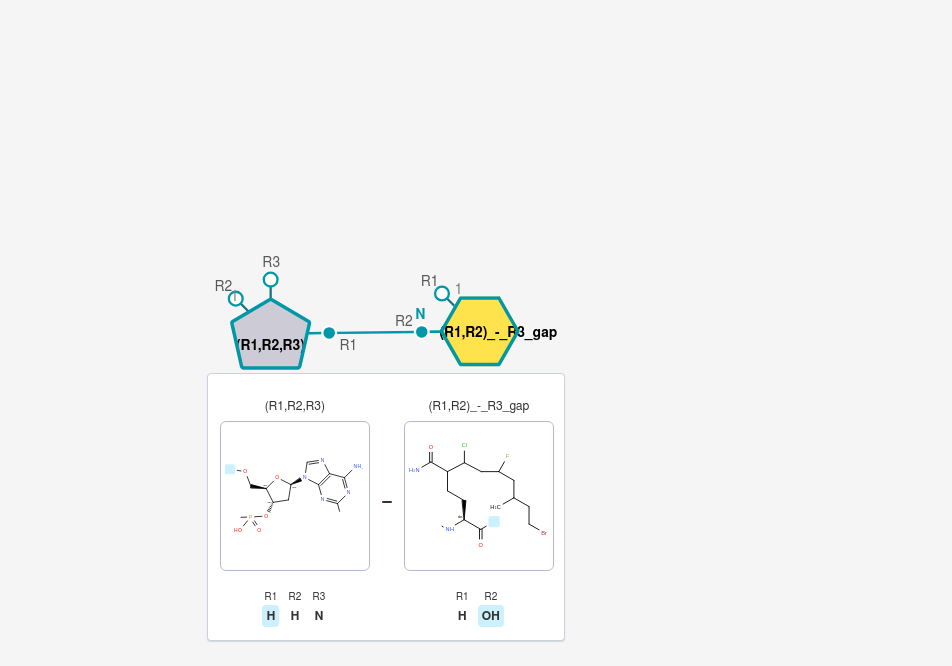 R3
R2
1
R1
1
N
R2
R1
(R1,R2,R3)
(R1,R2)_-_R3_gap
(R1,R2,R3)
(R1,R2)_-_R3_gap
O
O
N
N
N
N
NH₂
O
P
HO
O
–
O
H₂N
Cl
F
H₃C
Br
NH
O
R1 R2 R3
H H N
R1 R2
H OH